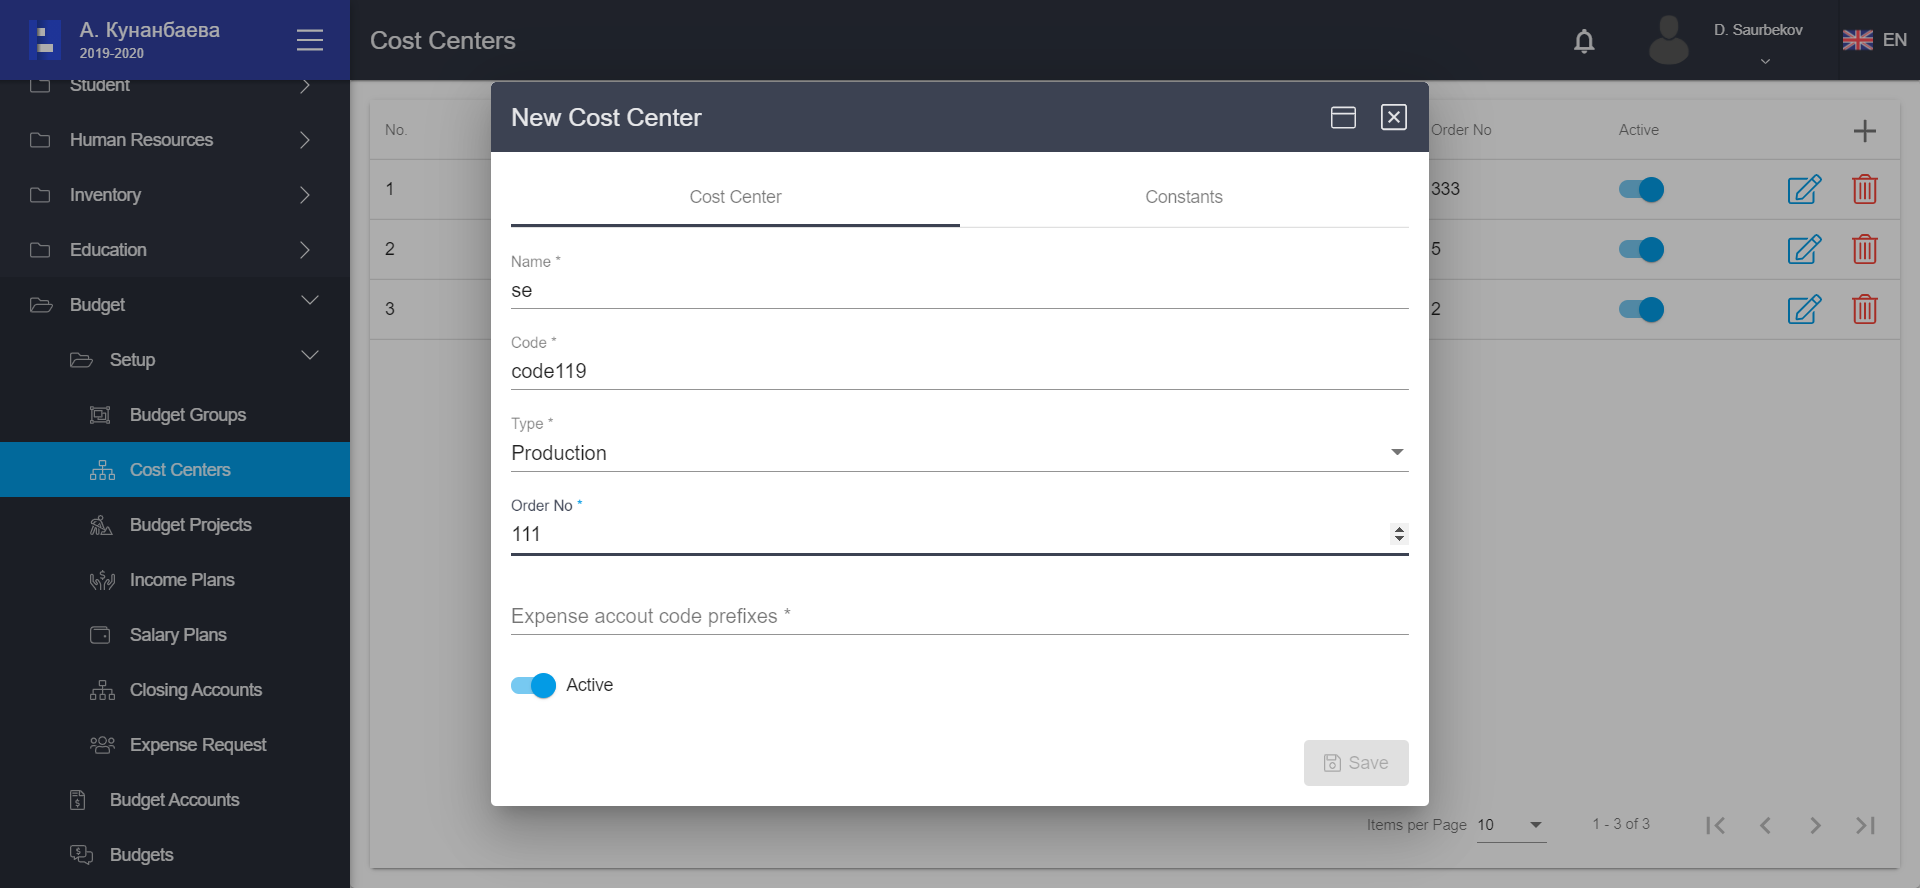 А. Кунанбаева
2019-2020
Cost Centers
D. Saurbekov
EN
Student
Human Resources
Inventory
Education
Budget
Setup
Budget Groups
Cost Centers
Budget Projects
Income Plans
Salary Plans
Closing Accounts
Expense Request
Budget Accounts
Budgets
No.
Order No
Active
1
333
2
5
3
2
New Cost Center
Cost Center
Constants
Name *
se
Code *
code119
Type *
Production
Order No *
111
Expense accout code prefixes *
Active
Save
Items per Page 10
1 - 3 of 3